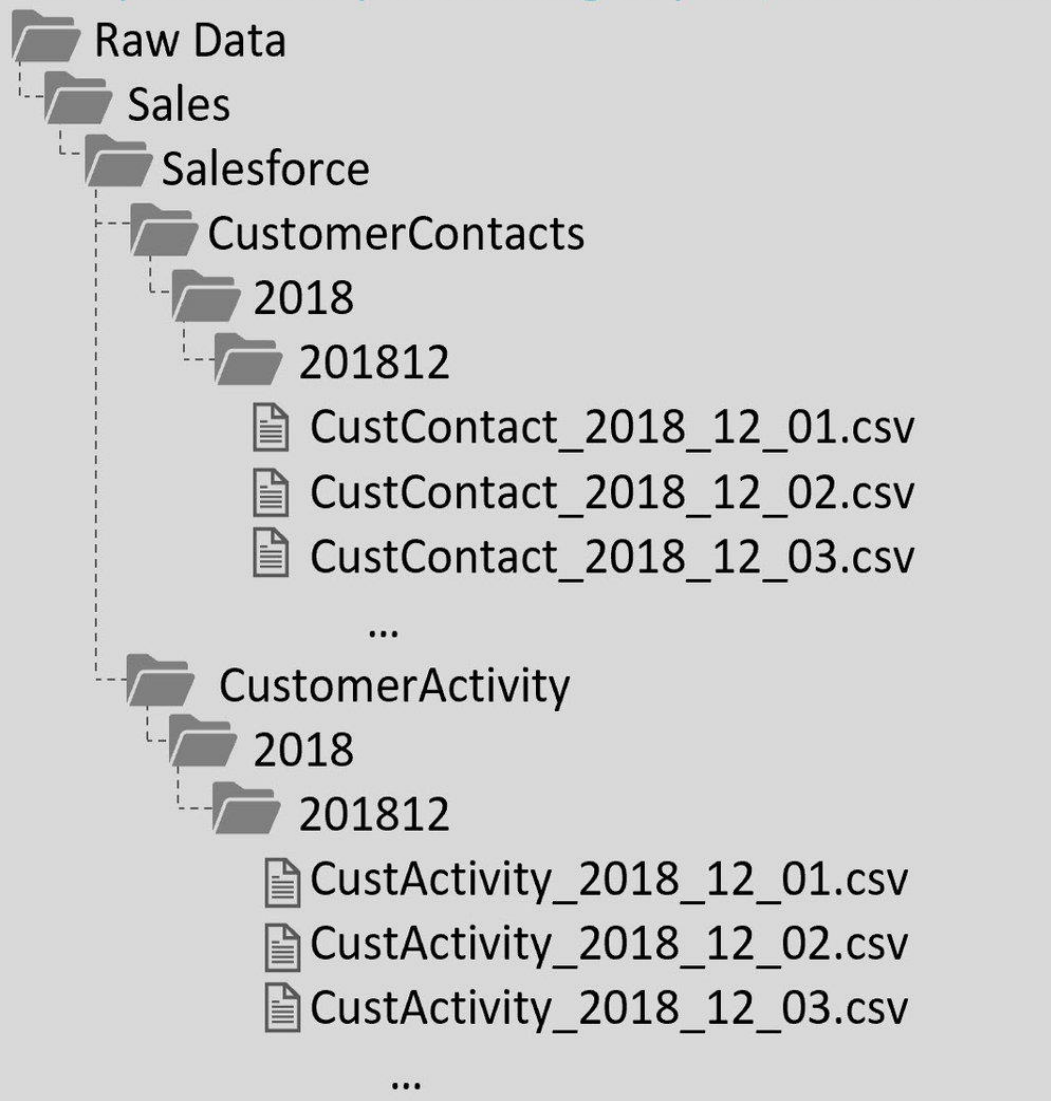 Raw Data
Sales
Salesforce
CustomerContacts
2018
201812
CustContact_2018_12_01.csv
CustContact_2018_12_02.csv
CustContact_2018_12_03.csv
...
CustomerActivity
2018
201812
CustActivity_2018_12_01.csv
CustActivity_2018_12_02.csv
CustActivity_2018_12_03.csv
...